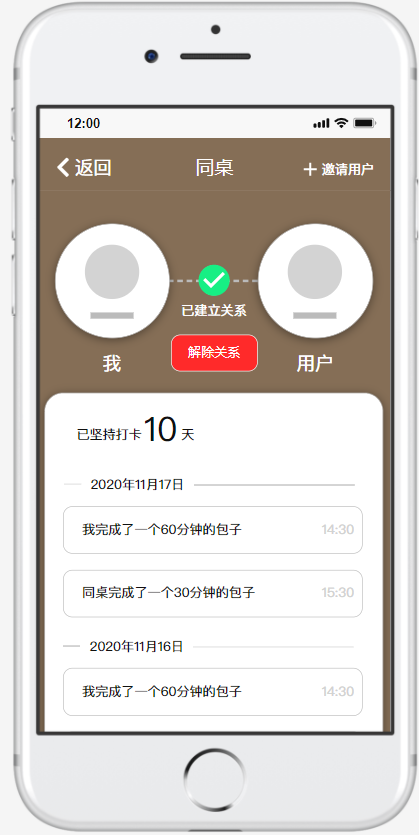 12:00
返回 同桌 邀请用户
已建立关系
解除关系
我 用户
已坚持打卡10 天
2020年11月17日
我完成了一个60分钟的包子 14:30
同桌完成了一个30分钟的包子 15:30
2020年11月16日
我完成了一个60分钟的包子 14:30